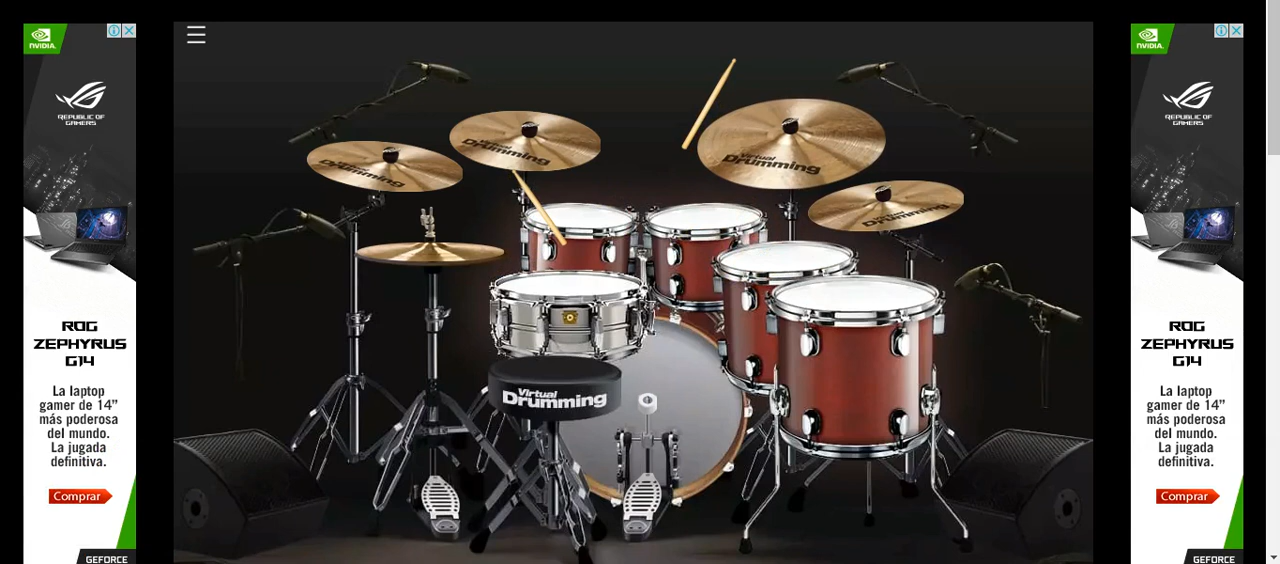 NVIDIA.
REPUBLIC OF
GAMERS
ROG
ZEPHYRUS
G14
La laptop
gamer de 14”
más poderosa
del mundo.
La jugada
definitiva.
Comprar
GEFORCE
Virtual
Drumming
Virtual
Drumming
Virtual
Drumming
Virtual
Drumming
Virtual
Drumming
NVIDIA.
REPUBLIC OF
GAMERS
ROG
ZEPHYRUS
G14
La laptop
gamer de 14”
más poderosa
del mundo.
La jugada
definitiva.
Comprar
GEFORCE